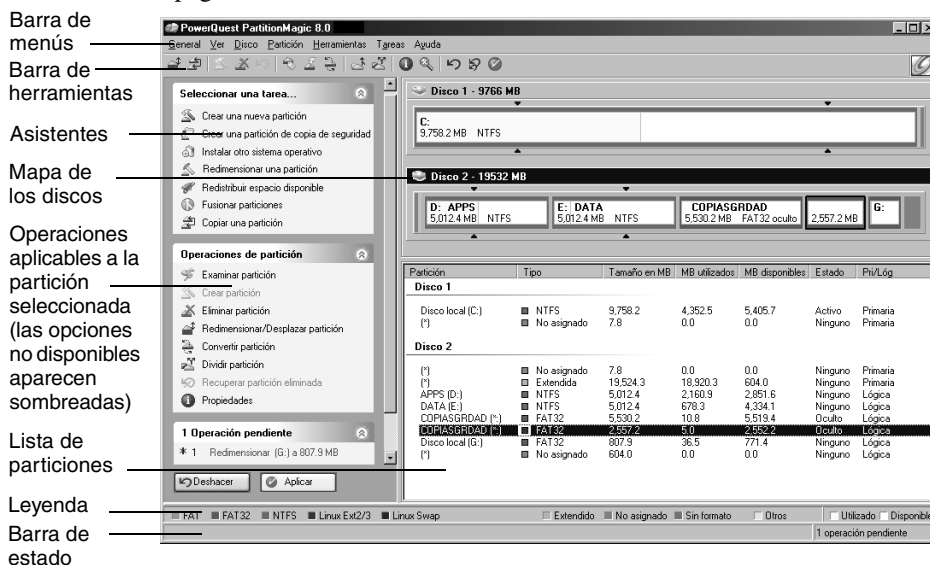 Barra de
menús
Barra de
herramientas
Asistentes
Mapa de
los discos
Operaciones
aplicables a la
partición
seleccionada
(las opciones
no disponibles
aparecen
sombreadas)
Lista de
particiones
Leyenda
Barra de
estado
PowerQuest PartitionMagic 8.0
General Ver Disco Partición Herramientas Tareas Ayuda
Seleccionar una tarea...
Crear una nueva partición
Crear una partición de copia de seguridad
Instalar otro sistema operativo
Redimensionar una partición
Redistribuir espacio disponible
Fusionar particiones
Copiar una partición
Operaciones de partición
Examinar partición
Crear partición
Eliminar partición
Redimensionar/Desplazar partición
Convertir partición
Dividir partición
Recuperar partición eliminada
Propiedades
1 Operación pendiente
* 1 Redimensionar (G:) a 807.9 MB
Deshacer Aplicar
Disco 1 - 9766 MB
C:
9,758.2 MB NTFS
Disco 2 - 19532 MB
D: APPS
5,012.4 MB NTFS
E: DATA
5,012.4 MB NTFS
COPIASGRDAD
5,530.2 MB FAT32 oculto
2,557.2 MB
G:
Partición Tipo Tamaño en MB MB utilizados MB disponibles Estado Pri/Lóg
Disco 1
Disco local (C:) NTFS 9,758.2 4,352.5 5,405.7 Activo Primaria
(*) No asignado 7.8 0.0 0.0 Ninguno Primaria
Disco 2
(*) No asignado 7.8 0.0 0.0 Ninguno Primaria
(*) Extendida 19,524.3 18,920.3 604.0 Ninguno Primaria
APPS (D:) NTFS 5,012.4 2,160.9 2,851.6 Ninguno Lógica
DATA (E:) NTFS 5,012.4 678.3 4,334.1 Ninguno Lógica
COPIASGRDAD (*:) FAT32 5,530.2 10.8 5,519.4 Oculto Lógica
COPIASGRDAD (*:) FAT32 2,557.2 5.0 2,552.2 Oculto Lógica
Disco local (G:) FAT32 807.9 36.5 771.4 Ninguno Lógica
(*) No asignado 604.0 0.0 0.0 Ninguno Lógica
FAT FAT32 NTFS Linux Ext2/3 Linux Swap Extendido No asignado Sin formato Otros Utilizado Disponible
1 operación pendiente